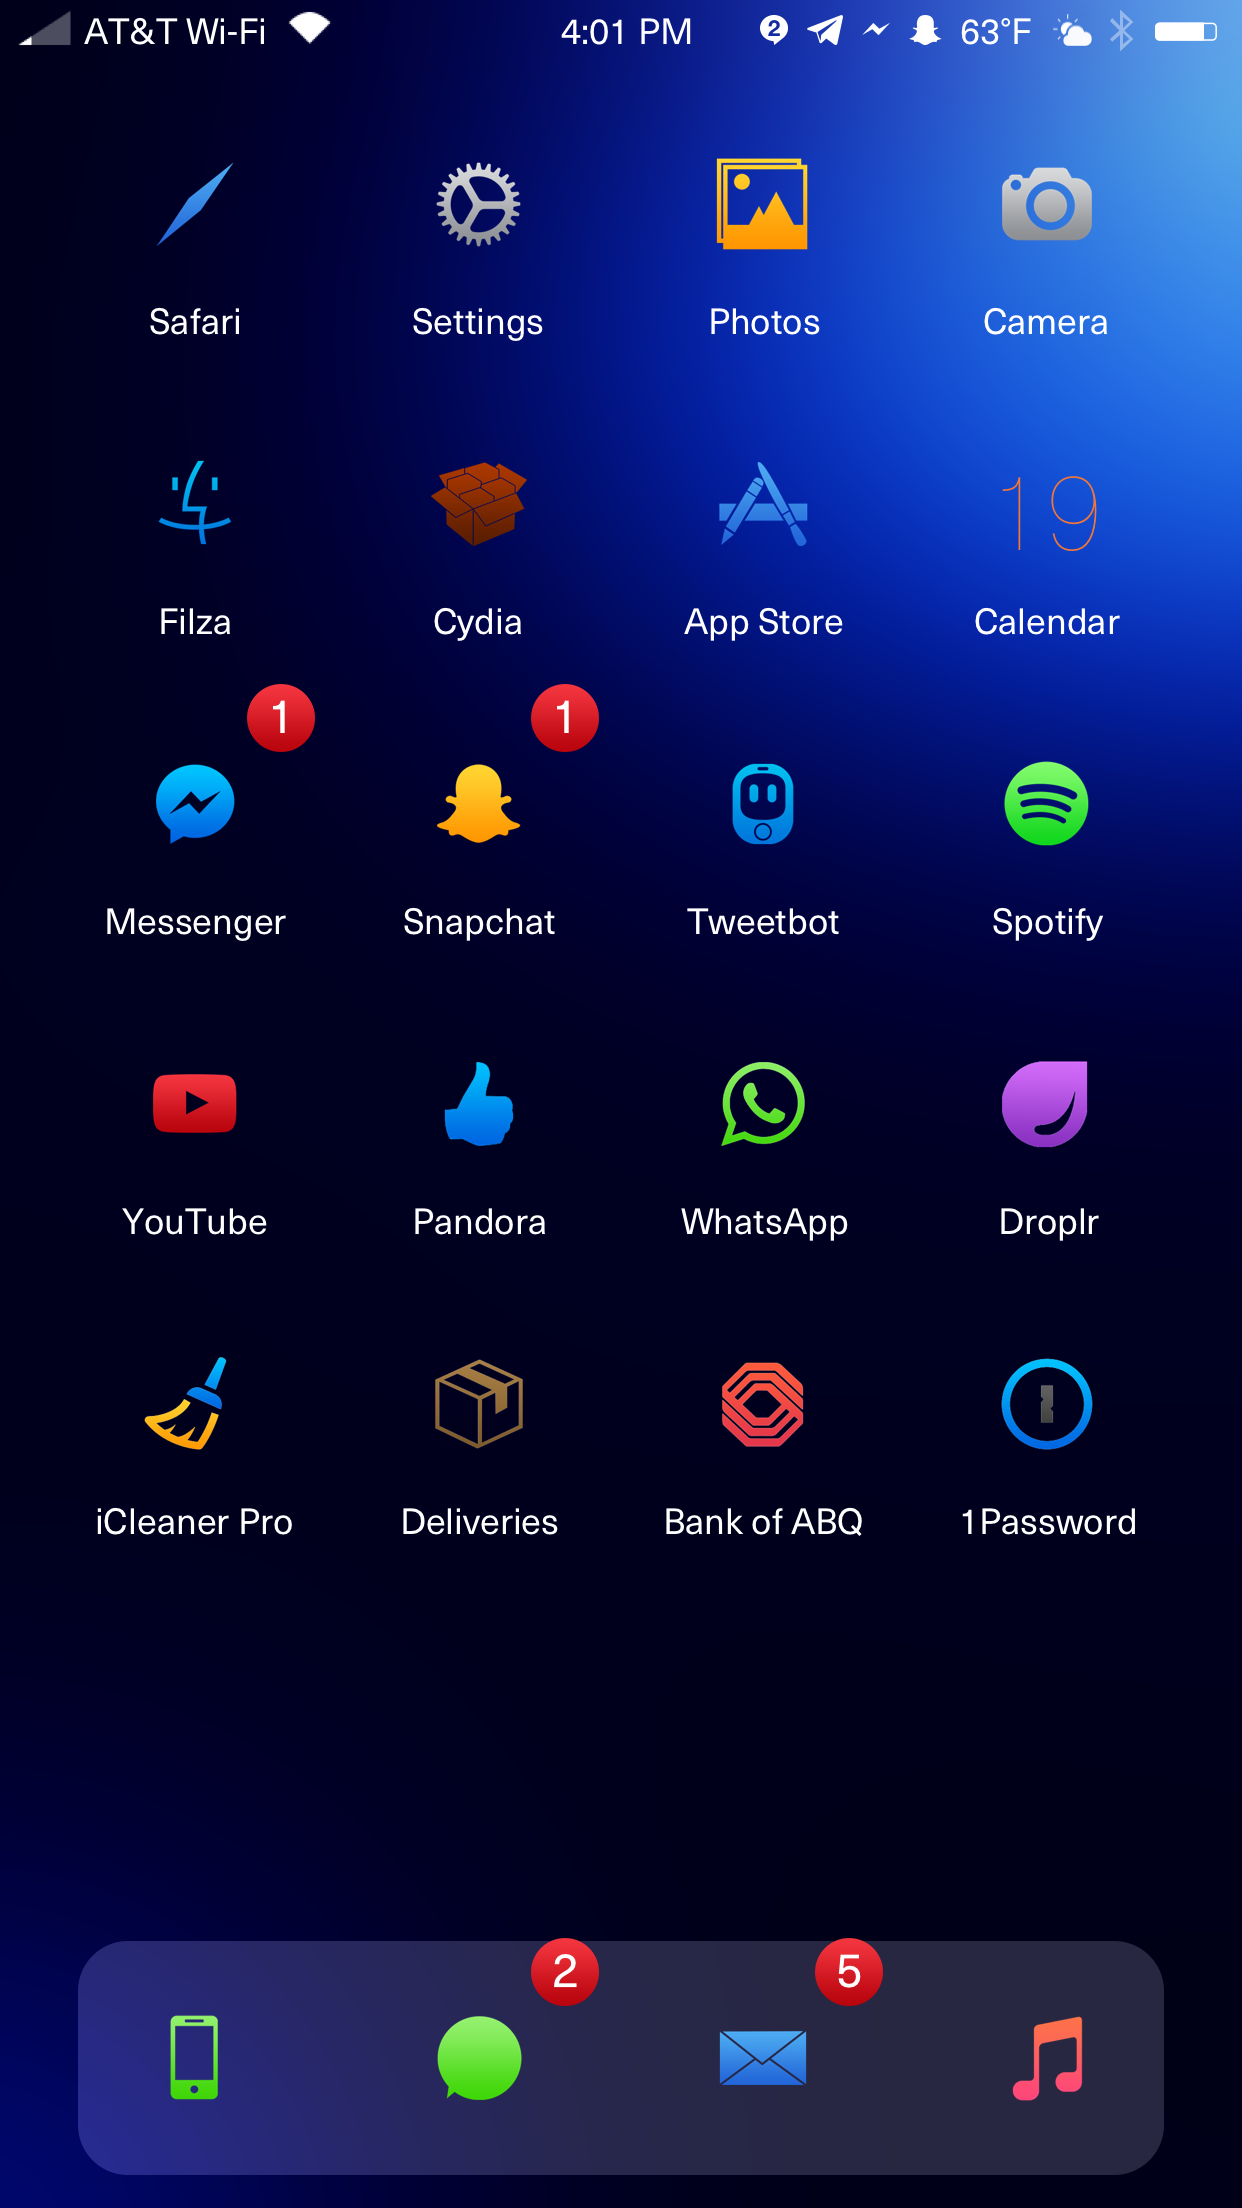 AT&T Wi-Fi 4:01 PM 2 63°F
Safari Settings Photos Camera
19
Filza Cydia App Store Calendar
1 1
Messenger Snapchat Tweetbot Spotify
YouTube Pandora WhatsApp Droplr
iCleaner Pro Deliveries Bank of ABQ 1Password
2 5